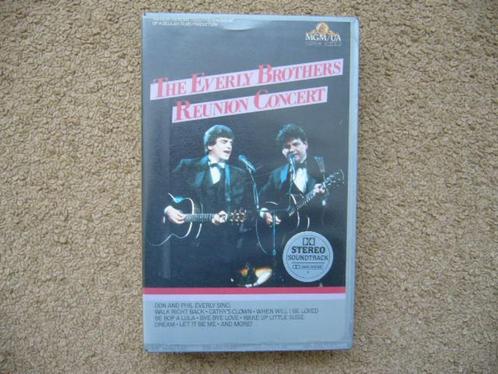 MGM/UA
THE EVERLY BROTHERS
REUNION CONCERT
STEREO
SOUNDTRACK
DON AND PHIL EVERLY SING:
WALK RIGHT BACK • CATHY'S CLOWN • WHEN WILL I BE LOVED
BE BOP A LULA • BYE BYE LOVE • WAKE UP LITTLE SUSIE
DREAM • LET IT BE ME • AND MORE!